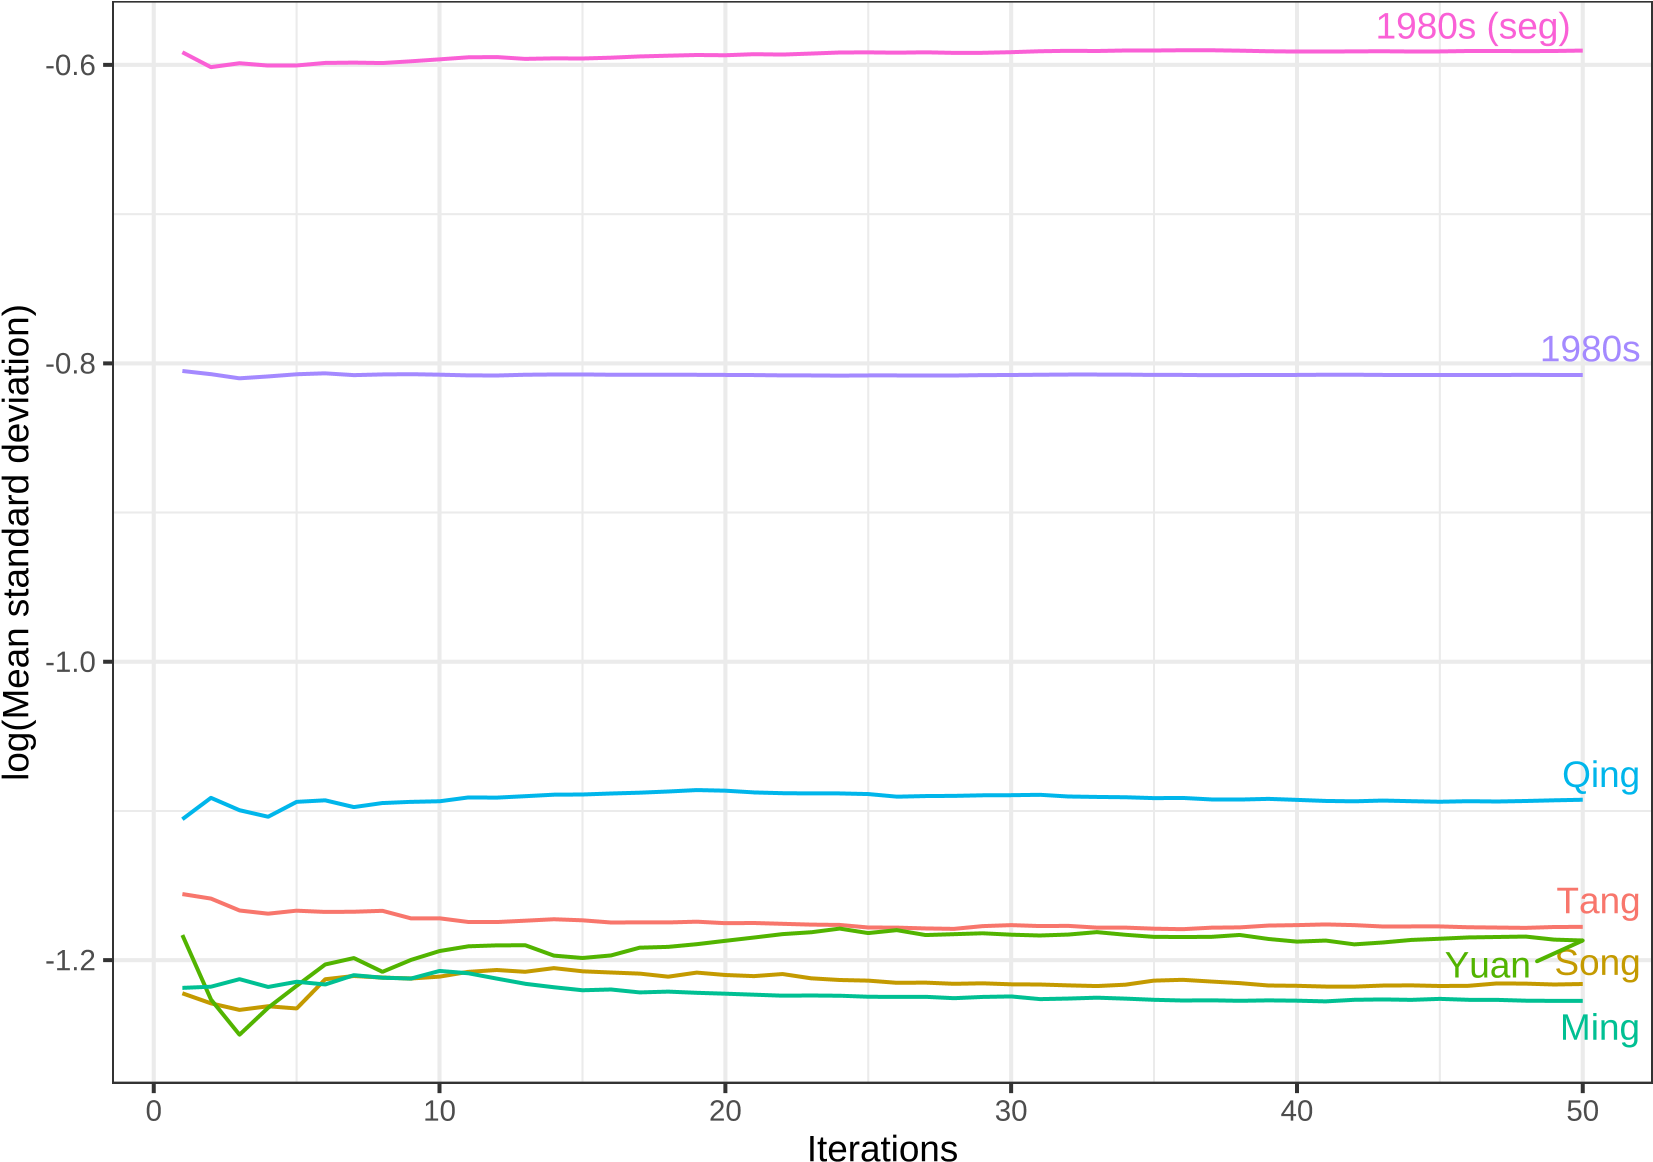 1980s (seg)
-0.6
1980s
-0.8
log(Mean standard deviation)
-1.0
Qing
Tang
-1.2
Yuan
Song
Ming
0 10 20 30 40 50
Iterations